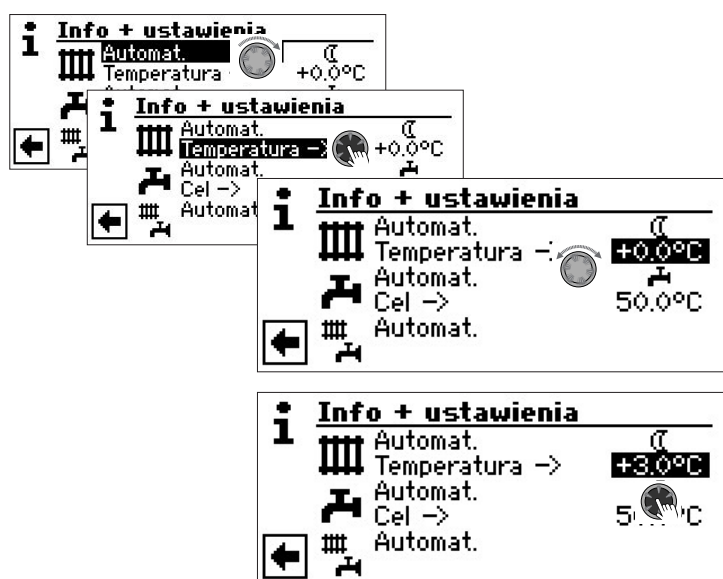 Info + ustawienia
Automat.
Temperatura
+0.0°C
Info + ustawienia
Automat.
Temperatura ->
+0.0°C
Automat.
Cel ->
Automat
Info + ustawienia
Automat.
Temperatura -
+0.0°C
Automat.
Cel -> 50.0°C
Automat.
Info + ustawienia
Automat.
Temperatura -> +3.0°C
Automat.
Cel ->
Automat.